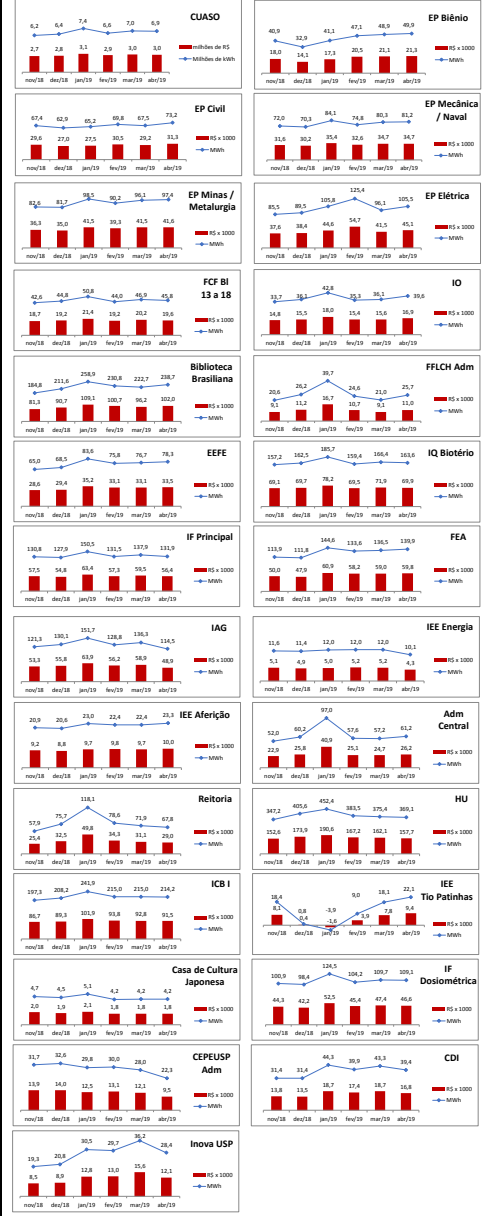 CUASO
6,2 6,4 7,4 6,6 7,0 6,9
2,7 2,8 3,1 2,9 3,0 3,0
nov/18 dez/18 jan/19 fev/19 mar/19 abr/19
milhões de R$
Milhões de kWh
EP Biênio
40,9 32,9 41,1 47,1 48,9 49,9
18,0 14,1 17,3 20,5 21,1 21,3
nov/18 dez/18 jan/19 fev/19 mar/19 abr/19
R$ x 1000
MWh
EP Civil
67,4 62,9 65,2 69,8 67,5 73,2
29,6 27,0 27,5 30,5 29,2 31,3
nov/18 dez/18 jan/19 fev/19 mar/19 abr/19
R$ x 1000
MWh
EP Mecânica
/ Naval
72,0 70,3 84,1 74,8 80,3 81,2
31,6 30,2 35,4 32,6 34,7 34,7
nov/18 dez/18 jan/19 fev/19 mar/19 abr/19
R$ x 1000
MWh
EP Minas /
Metalurgia
82,6 81,7 98,5 90,2 96,1 97,4
36,3 35,0 41,5 39,3 41,5 41,6
nov/18 dez/18 jan/19 fev/19 mar/19 abr/19
R$ x 1000
MWh
EP Elétrica
85,5 89,5 105,8 125,4 96,1 105,5
37,6 38,4 44,6 54,7 41,5 45,1
nov/18 dez/18 jan/19 fev/19 mar/19 abr/19
R$ x 1000
MWh
FCF Bl
13 a 18
42,6 44,8 50,8 44,0 46,9 45,8
18,7 19,2 21,4 19,2 20,2 19,6
nov/18 dez/18 jan/19 fev/19 mar/19 abr/19
R$ x 1000
MWh
IO
33,7 36,1 42,8 35,3 36,1 39,6
14,8 15,5 18,0 15,4 15,6 16,9
nov/18 dez/18 jan/19 fev/19 mar/19 abr/19
R$ x 1000
MWh
Biblioteca
Brasiliana
184,8 211,6 258,9 230,8 222,7 238,7
81,3 90,7 109,1 100,7 96,2 102,0
nov/18 dez/18 jan/19 fev/19 mar/19 abr/19
R$ x 1000
MWh
FFLCH Adm
20,6 26,2 39,7 24,6 21,0 25,7
9,1 11,2 16,7 10,7 9,1 11,0
nov/18 dez/18 jan/19 fev/19 mar/19 abr/19
R$ x 1000
MWh
EEFE
65,0 68,5 83,6 75,8 76,7 78,3
28,6 29,4 35,2 33,1 33,1 33,5
nov/18 dez/18 jan/19 fev/19 mar/19 abr/19
R$ x 1000
MWh
IQ Biotério
157,2 162,5 185,7 159,4 166,4 163,6
69,1 69,7 78,2 69,5 71,9 69,9
nov/18 dez/18 jan/19 fev/19 mar/19 abr/19
R$ x 1000
MWh
IF Principal
130,8 127,9 150,5 131,5 137,9 131,9
57,5 54,8 63,4 57,3 59,5 56,4
nov/18 dez/18 jan/19 fev/19 mar/19 abr/19
R$ x 1000
MWh
FEA
113,9 111,8 144,6 133,6 136,5 139,9
50,0 47,9 60,9 58,2 59,0 59,8
nov/18 dez/18 jan/19 fev/19 mar/19 abr/19
R$ x 1000
MWh
IAG
121,3 130,1 151,7 128,8 136,3 114,5
53,3 55,8 63,9 56,2 58,9 48,9
nov/18 dez/18 jan/19 fev/19 mar/19 abr/19
R$ x 1000
MWh
IEE Energia
11,6 11,4 12,0 12,0 12,0 10,1
5,1 4,9 5,0 5,2 5,2 4,3
nov/18 dez/18 jan/19 fev/19 mar/19 abr/19
R$ x 1000
MWh
IEE Aferição
20,9 20,6 23,0 22,4 22,4 23,3
9,2 8,8 9,7 9,8 9,7 10,0
nov/18 dez/18 jan/19 fev/19 mar/19 abr/19
R$ x 1000
MWh
Adm
Central
52,0 60,2 97,0 57,6 57,2 61,2
22,9 25,8 40,9 25,1 24,7 26,2
nov/18 dez/18 jan/19 fev/19 mar/19 abr/19
R$ x 1000
MWh
Reitoria
57,9 75,7 118,1 78,6 71,9 67,8
25,4 32,5 49,8 34,3 31,1 29,0
nov/18 dez/18 jan/19 fev/19 mar/19 abr/19
R$ x 1000
MWh
HU
347,2 405,6 452,4 383,5 375,4 369,1
152,6 173,9 190,6 167,2 162,1 157,7
nov/18 dez/18 jan/19 fev/19 mar/19 abr/19
R$ x 1000
MWh
ICB I
197,3 208,2 241,9 215,0 215,0 214,2
86,7 89,3 101,9 93,8 92,8 91,5
nov/18 dez/18 jan/19 fev/19 mar/19 abr/19
R$ x 1000
MWh
IEE
Tio Patinhas
18,4 0,8 -3,9 9,0 18,1 22,1
8,1 0,4 -1,6 3,9 7,8 9,4
nov/18 dez/18 jan/19 fev/19 mar/19 abr/19
R$ x 1000
MWh
Casa de Cultura
Japonesa
4,7 4,5 5,1 4,2 4,2 4,2
2,0 1,9 2,1 1,8 1,8 1,8
nov/18 dez/18 jan/19 fev/19 mar/19 abr/19
R$ x 1000
MWh
IF
Dosiométrica
100,9 98,4 124,5 104,2 109,7 109,1
44,3 42,2 52,5 45,4 47,4 46,6
nov/18 dez/18 jan/19 fev/19 mar/19 abr/19
R$ x 1000
MWh
CEPEUSP
Adm
31,7 32,6 29,8 30,0 28,0 22,3
13,9 14,0 12,5 13,1 12,1 9,5
nov/18 dez/18 jan/19 fev/19 mar/19 abr/19
R$ x 1000
MWh
CDI
31,4 31,4 44,3 39,9 43,3 39,4
13,8 13,5 18,7 17,4 18,7 16,8
nov/18 dez/18 jan/19 fev/19 mar/19 abr/19
R$ x 1000
MWh
Inova USP
19,3 20,8 30,5 29,7 36,2 28,4
8,5 8,9 12,8 13,0 15,6 12,1
nov/18 dez/18 jan/19 fev/19 mar/19 abr/19
R$ x 1000
MWh